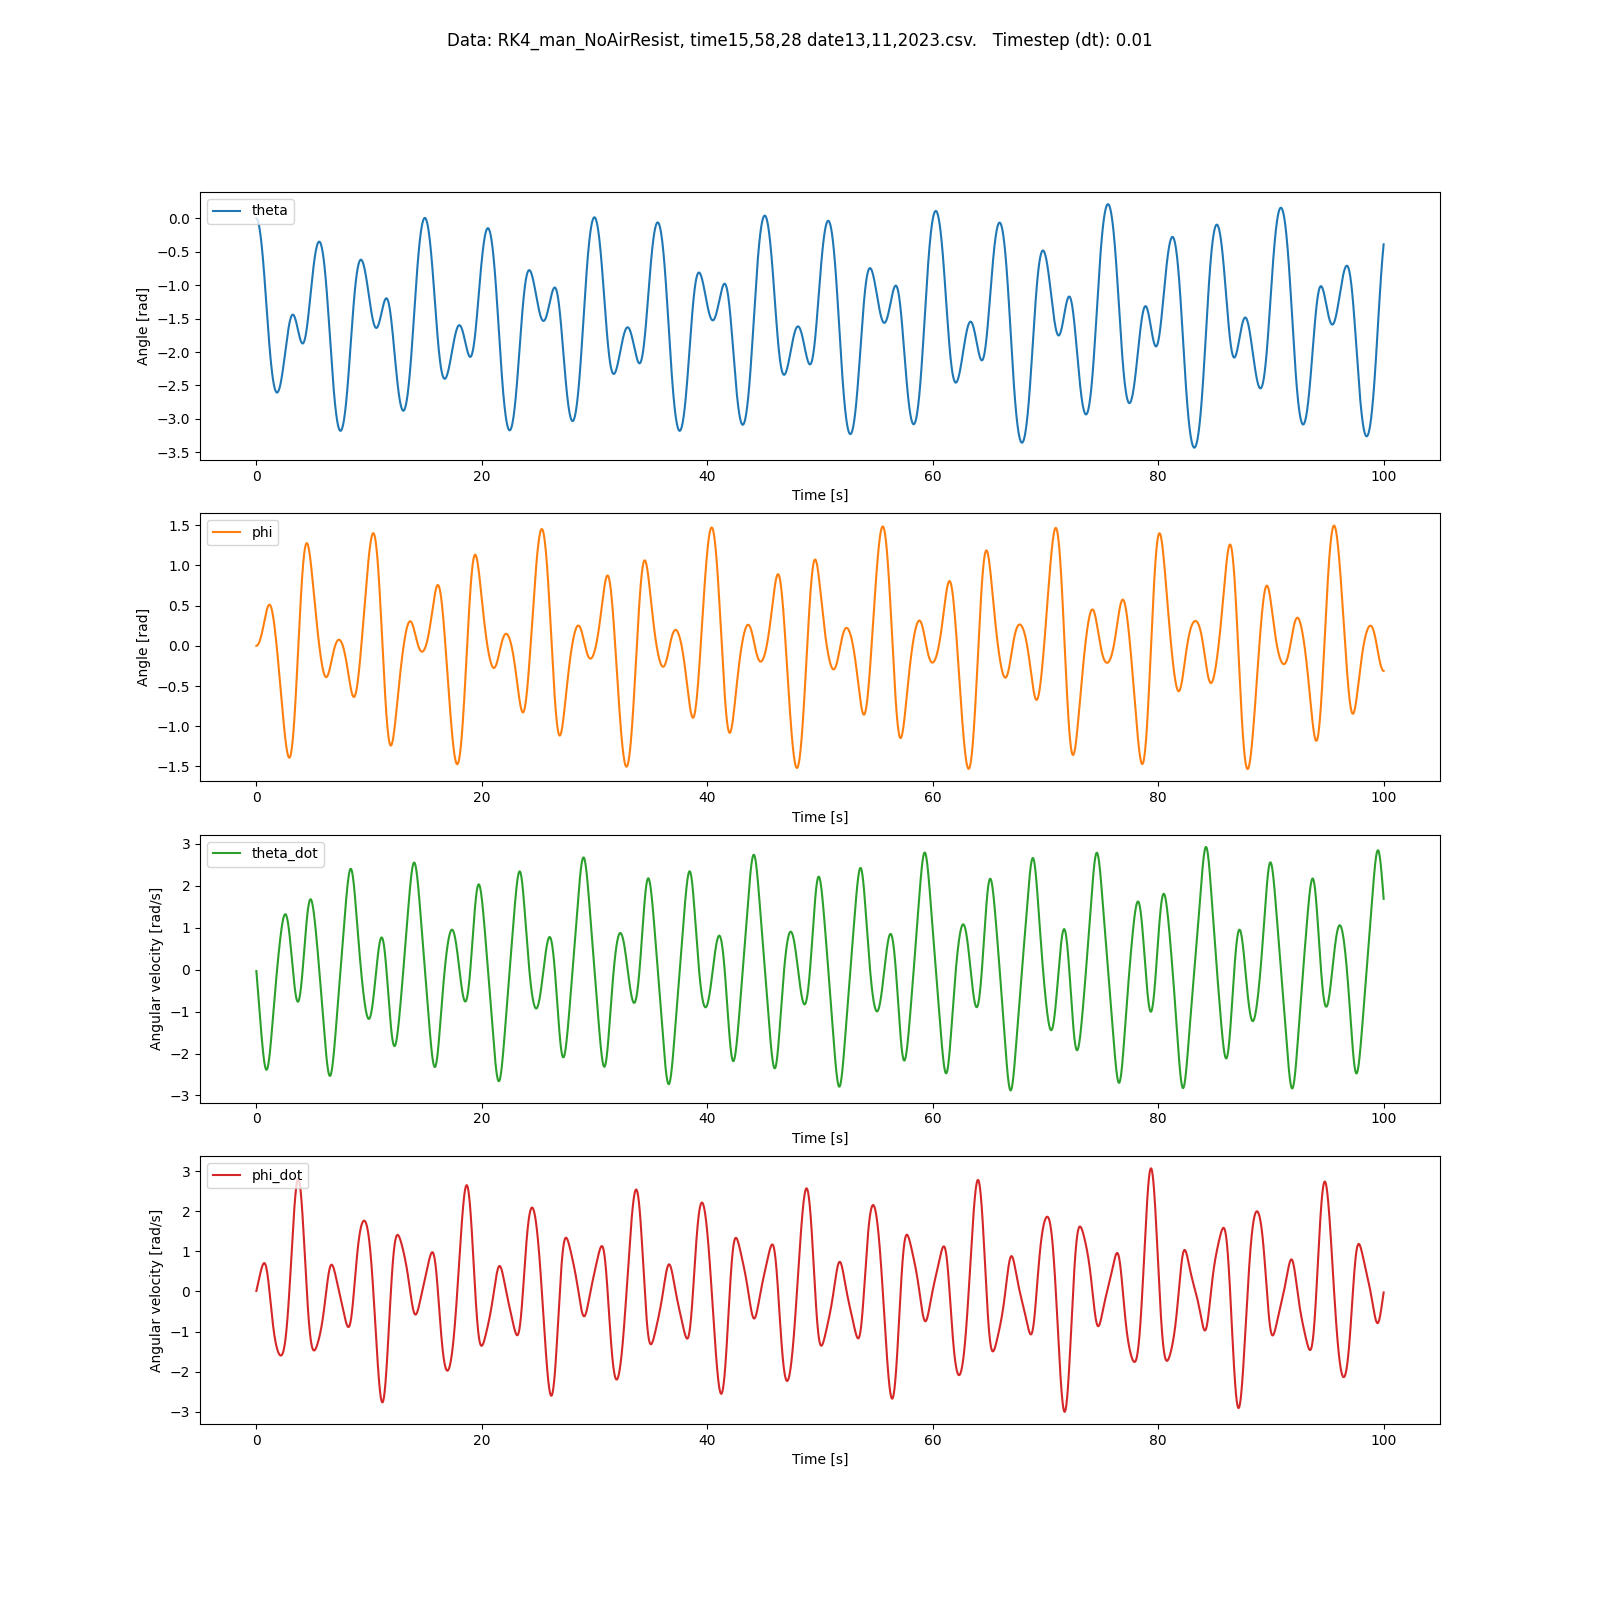 Data: RK4_man_NoAirResist, time15,58,28 date13,11,2023.csv.   Timestep (dt): 0.01
theta
0.0
−0.5
−1.0
−1.5
−2.0
−2.5
−3.0
−3.5
Angle [rad]
0 20 40 60 80 100
Time [s]
phi
1.5
1.0
0.5
0.0
−0.5
−1.0
−1.5
Angle [rad]
0 20 40 60 80 100
Time [s]
theta_dot
3
2
1
0
−1
−2
−3
Angular velocity [rad/s]
0 20 40 60 80 100
Time [s]
phi_dot
3
2
1
0
−1
−2
−3
Angular velocity [rad/s]
0 20 40 60 80 100
Time [s]